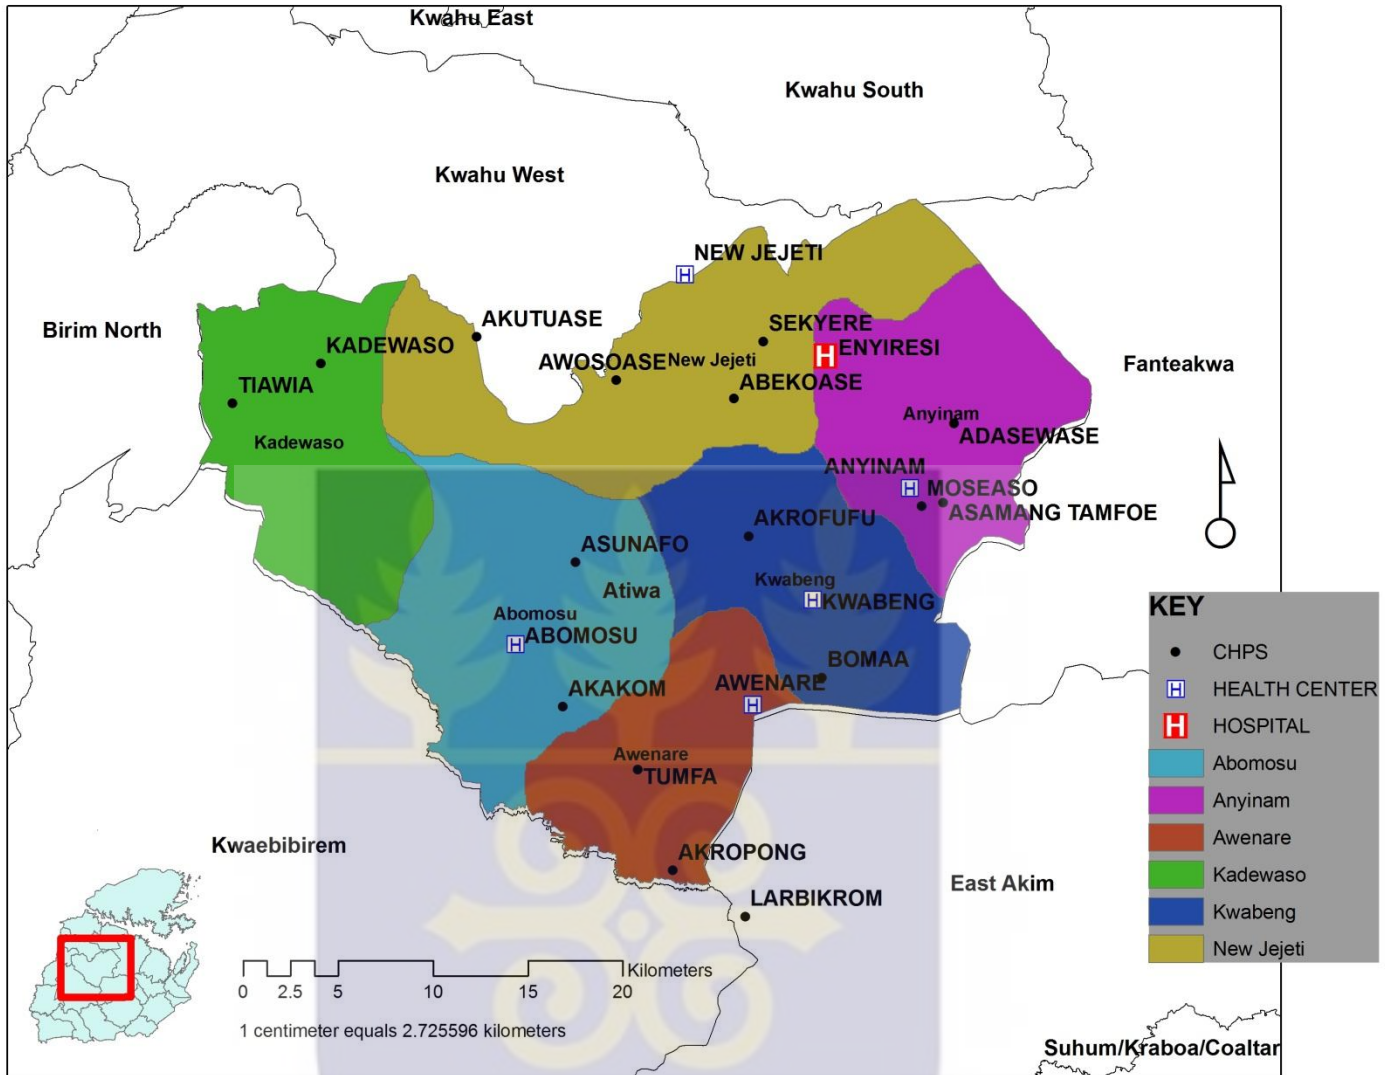 Kwahu East
Kwahu South
Kwahu West
NEW JEJETI
H
Birim North
AKUTUASE
SEKYERE
KADEWASO
H ENYIRESI
AWOSOASE New Jejeti
Fanteakwa
TIAWIA
ABEKOASE
Anyinam
Kadewaso
ADASEWASE
ANYINAM
H MOSEASO
ASAMANG TAMFOE
AKROFUFU
ASUNAFO
Kwabeng
Atiwa
H KWABENG
Abomosu
H ABOMOSU
BOMAA
AWENARE
AKAKOM
H
Awenare
TUMFA
Kwaebibirem
AKROPONG
East Akim
LARBIKROM
KEY
CHPS
H HEALTH CENTER
H HOSPITAL
Abomosu
Anyinam
Awenare
Kadewaso
Kwabeng
New Jejeti
Kilometers
0 2.5 5 10 15 20
1 centimeter equals 2.725596 kilometers
Suhum/Kraboa/Coaltar